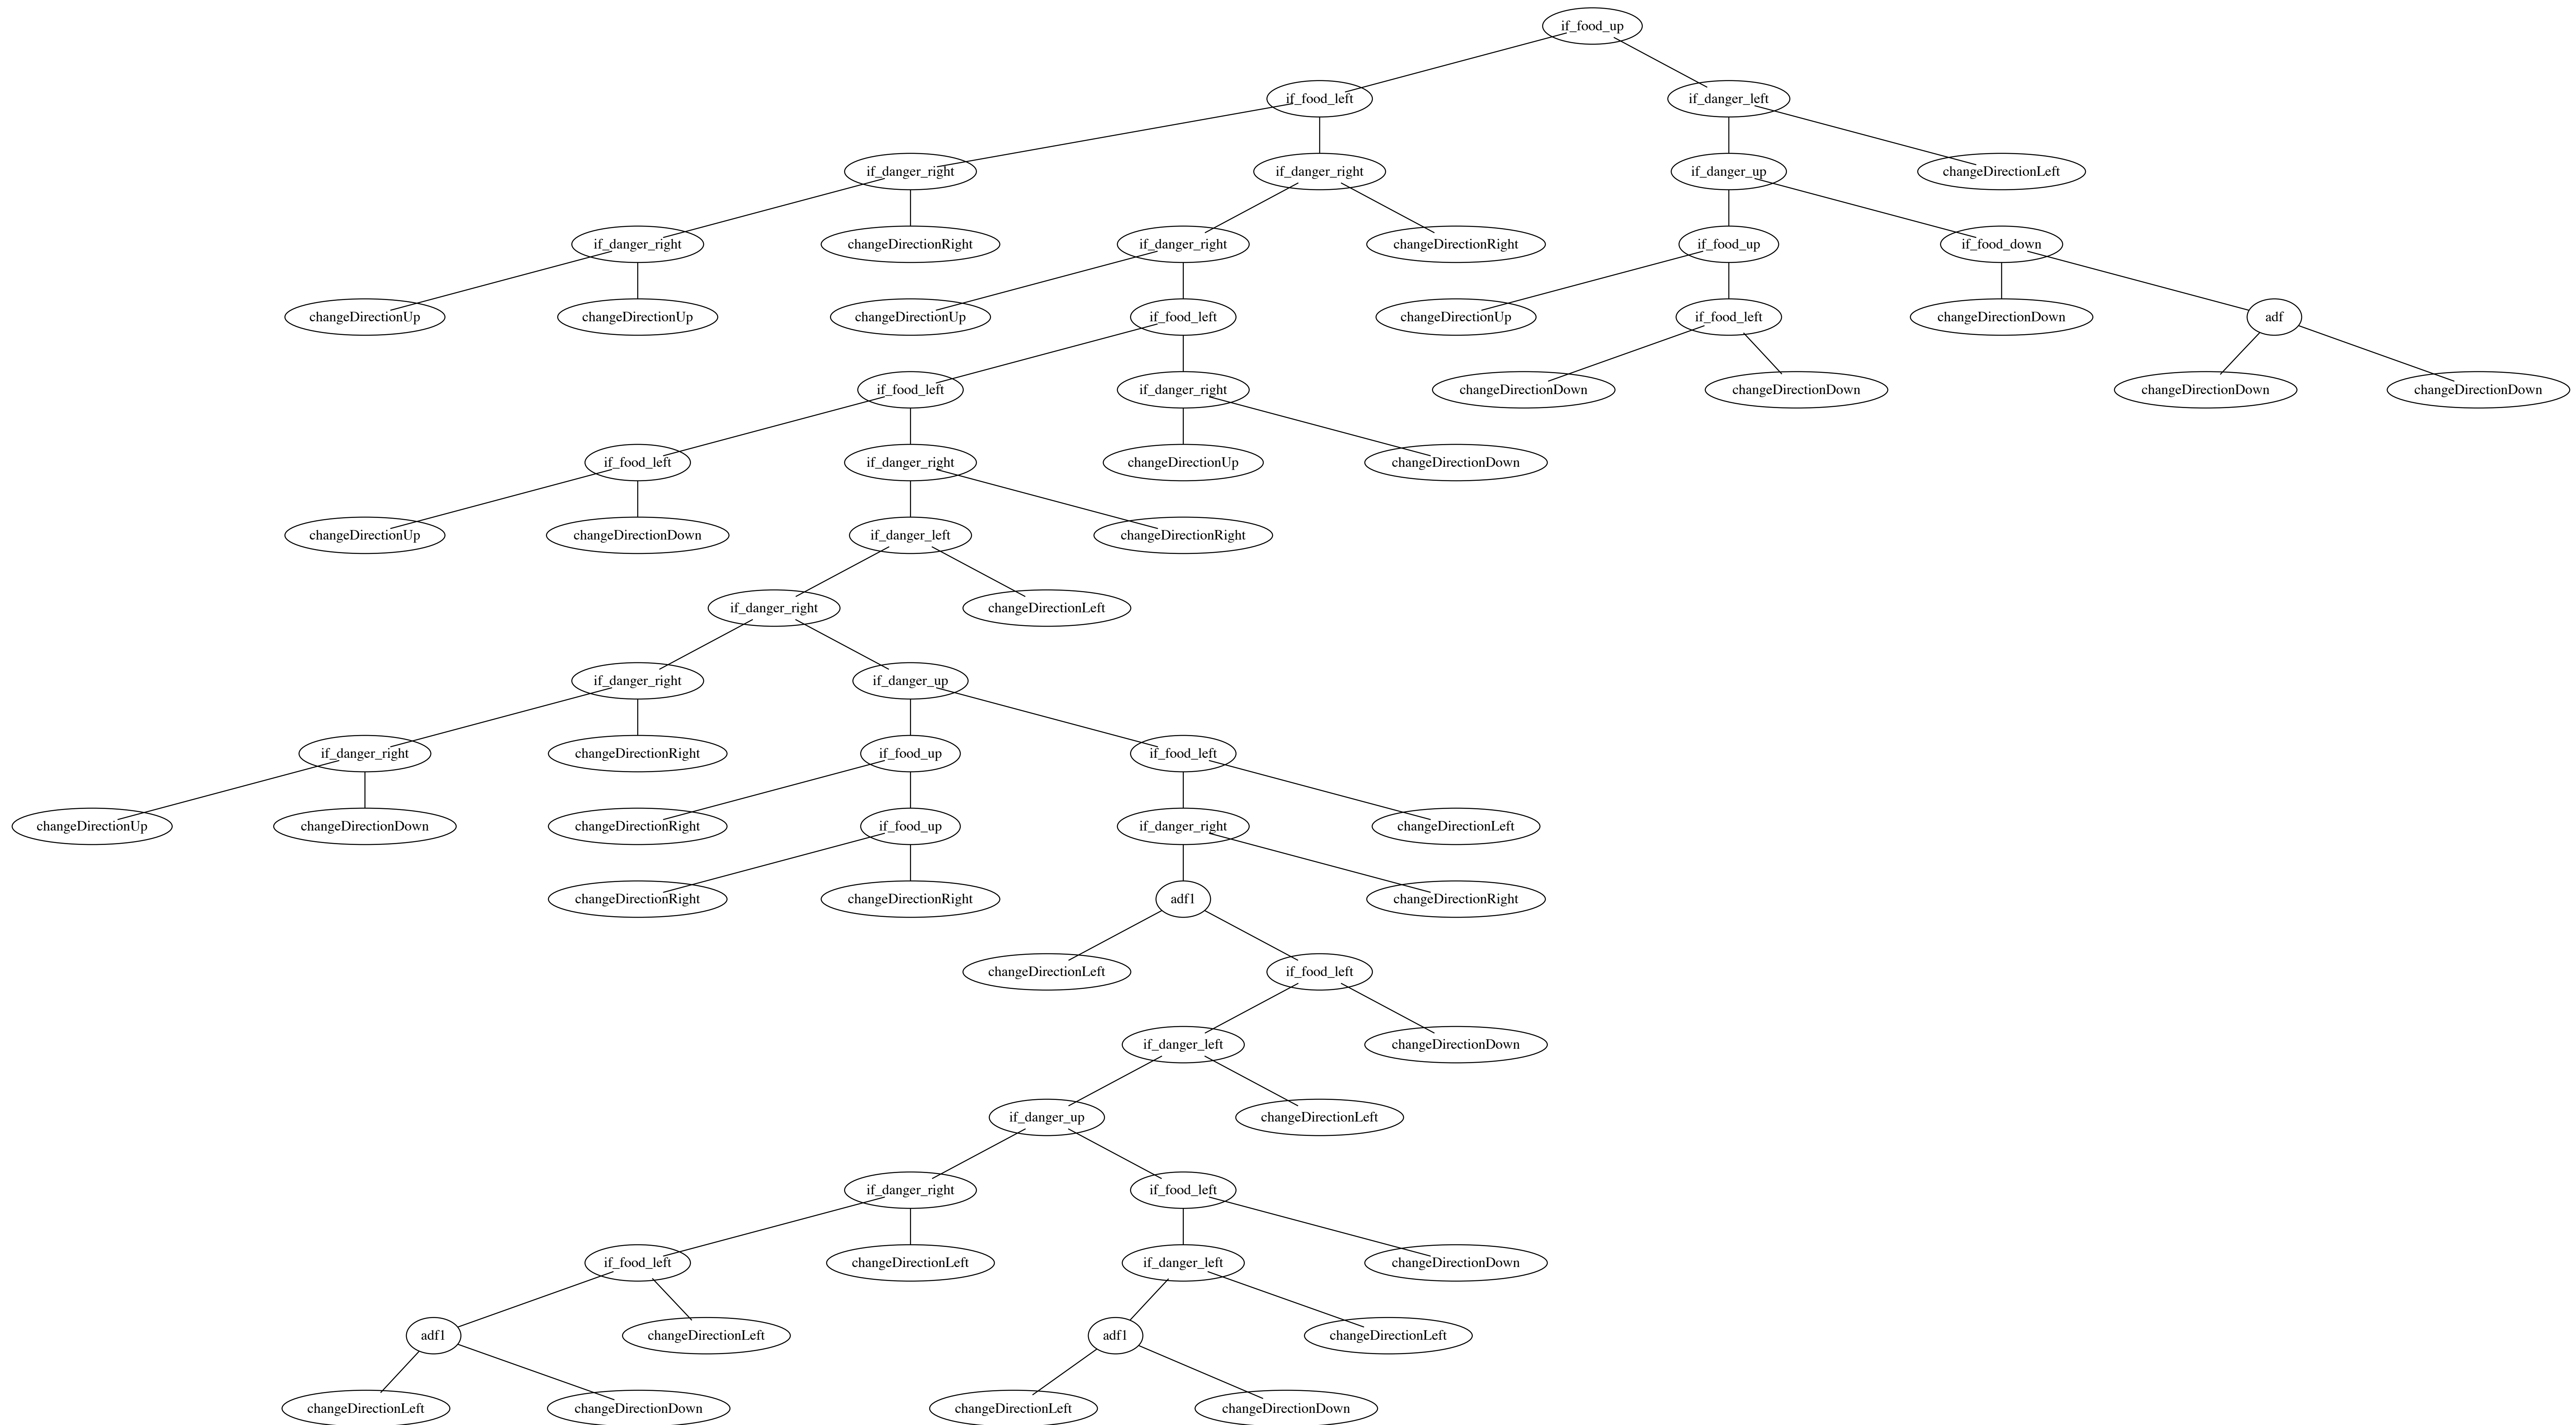 if_food_up
if_food_left
if_danger_left
if_danger_right
if_danger_right
if_danger_up
changeDirectionLeft
if_danger_right
changeDirectionRight
if_danger_right
changeDirectionRight
if_food_up
if_food_down
changeDirectionUp
changeDirectionUp
changeDirectionUp
if_food_left
changeDirectionUp
if_food_left
changeDirectionDown
adf
if_food_left
if_danger_right
changeDirectionDown
changeDirectionDown
changeDirectionDown
changeDirectionDown
if_food_left
if_danger_right
changeDirectionUp
changeDirectionDown
changeDirectionUp
changeDirectionDown
if_danger_left
changeDirectionRight
if_danger_right
changeDirectionLeft
if_danger_right
if_danger_up
if_danger_right
changeDirectionRight
if_food_up
if_food_left
changeDirectionUp
changeDirectionDown
changeDirectionRight
if_food_up
if_danger_right
changeDirectionLeft
changeDirectionRight
changeDirectionRight
adf1
changeDirectionRight
changeDirectionLeft
if_food_left
if_danger_left
changeDirectionDown
if_danger_up
changeDirectionLeft
if_danger_right
if_food_left
if_food_left
changeDirectionLeft
if_danger_left
changeDirectionDown
adf1
changeDirectionLeft
adf1
changeDirectionLeft
changeDirectionLeft
changeDirectionDown
changeDirectionLeft
changeDirectionDown